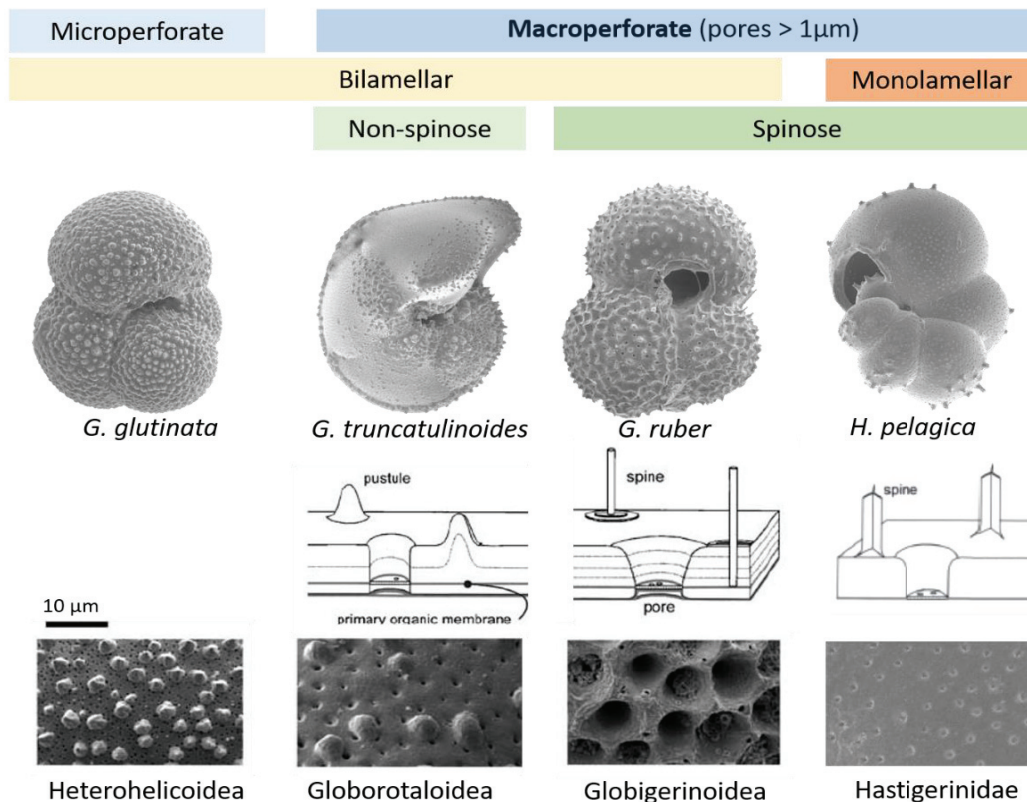 Microperforate
Macroperforate (pores > 1µm)
Bilamellar
Monolamellar
Non-spinose
Spinose
G. glutinata
G. truncatulinoides
G. ruber
H. pelagica
pustule
spine
spine
pore
primary organic membrane
10 µm
Heterohelicoidea
Globorotaloidea
Globigerinoidea
Hastigerinidae